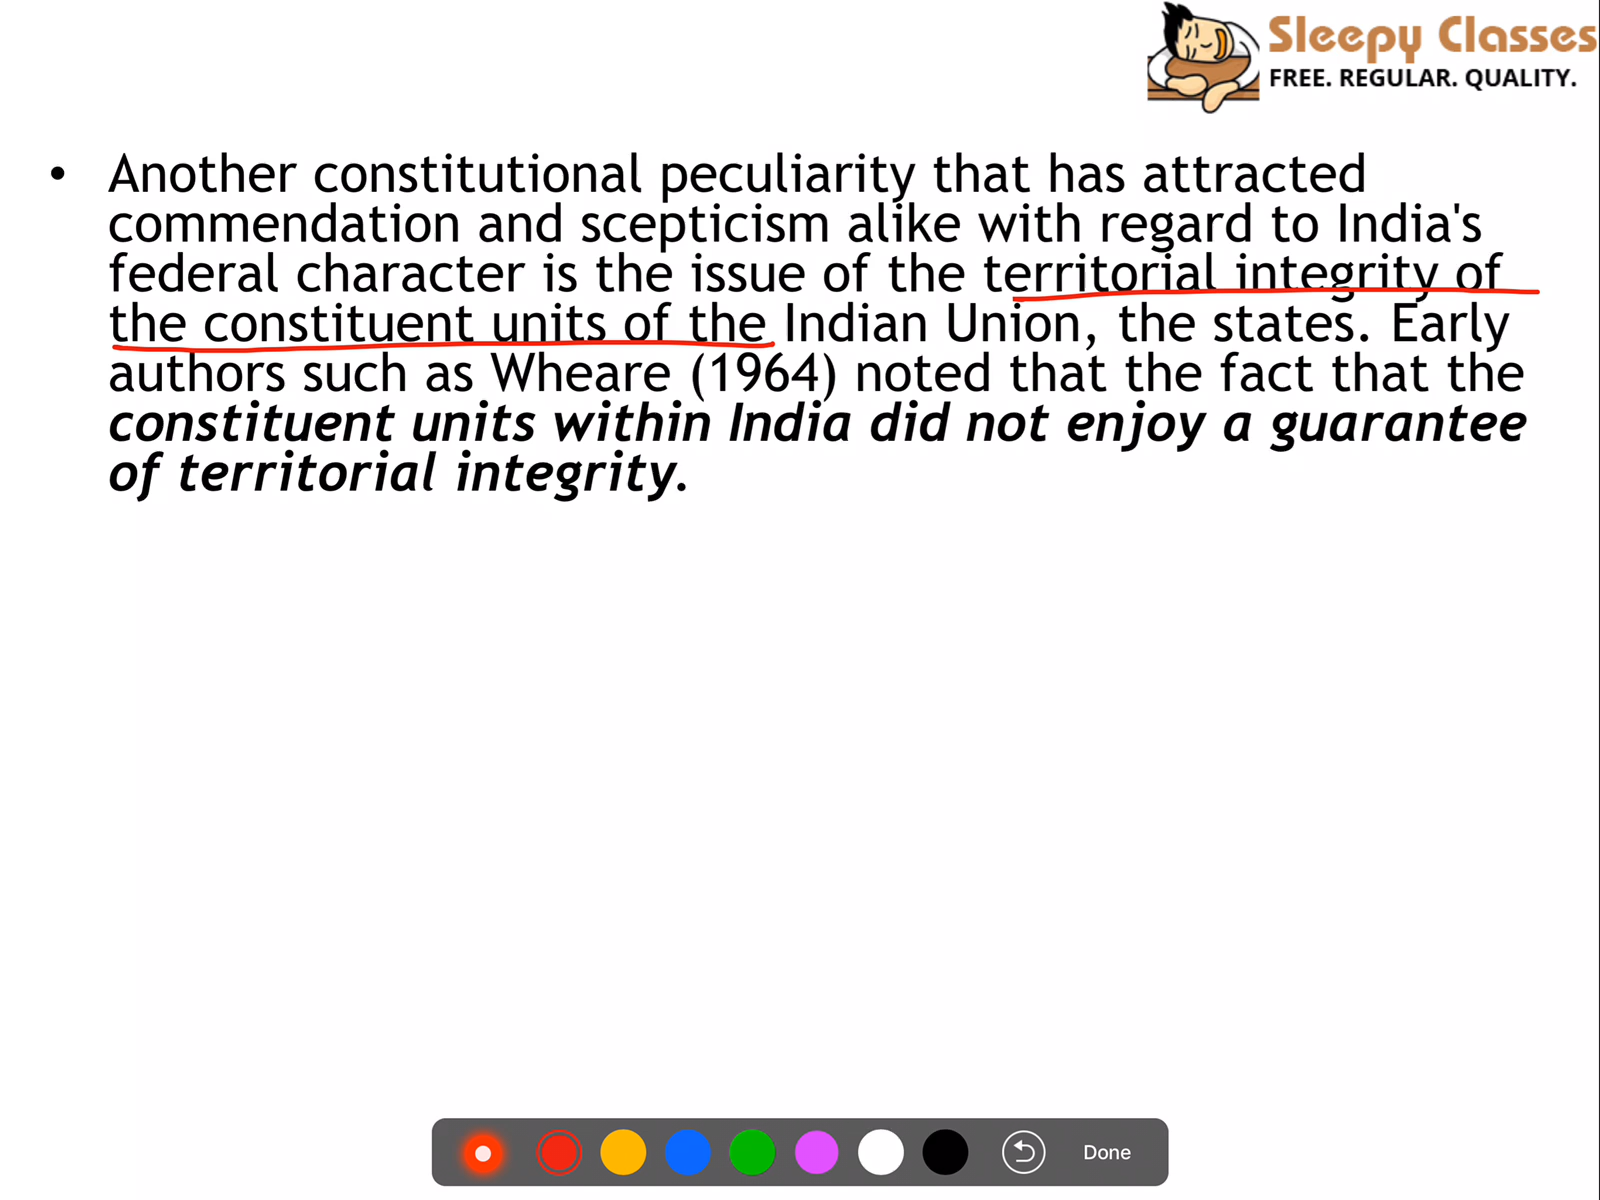 Sleepy Classes
FREE. REGULAR. QUALITY.
• Another constitutional peculiarity that has attracted
commendation and scepticism alike with regard to India's
federal character is the issue of the territorial integrity of
the constituent units of the Indian Union, the states. Early
authors such as Wheare (1964) noted that the fact that the
constituent units within India did not enjoy a guarantee
of territorial integrity.
Done